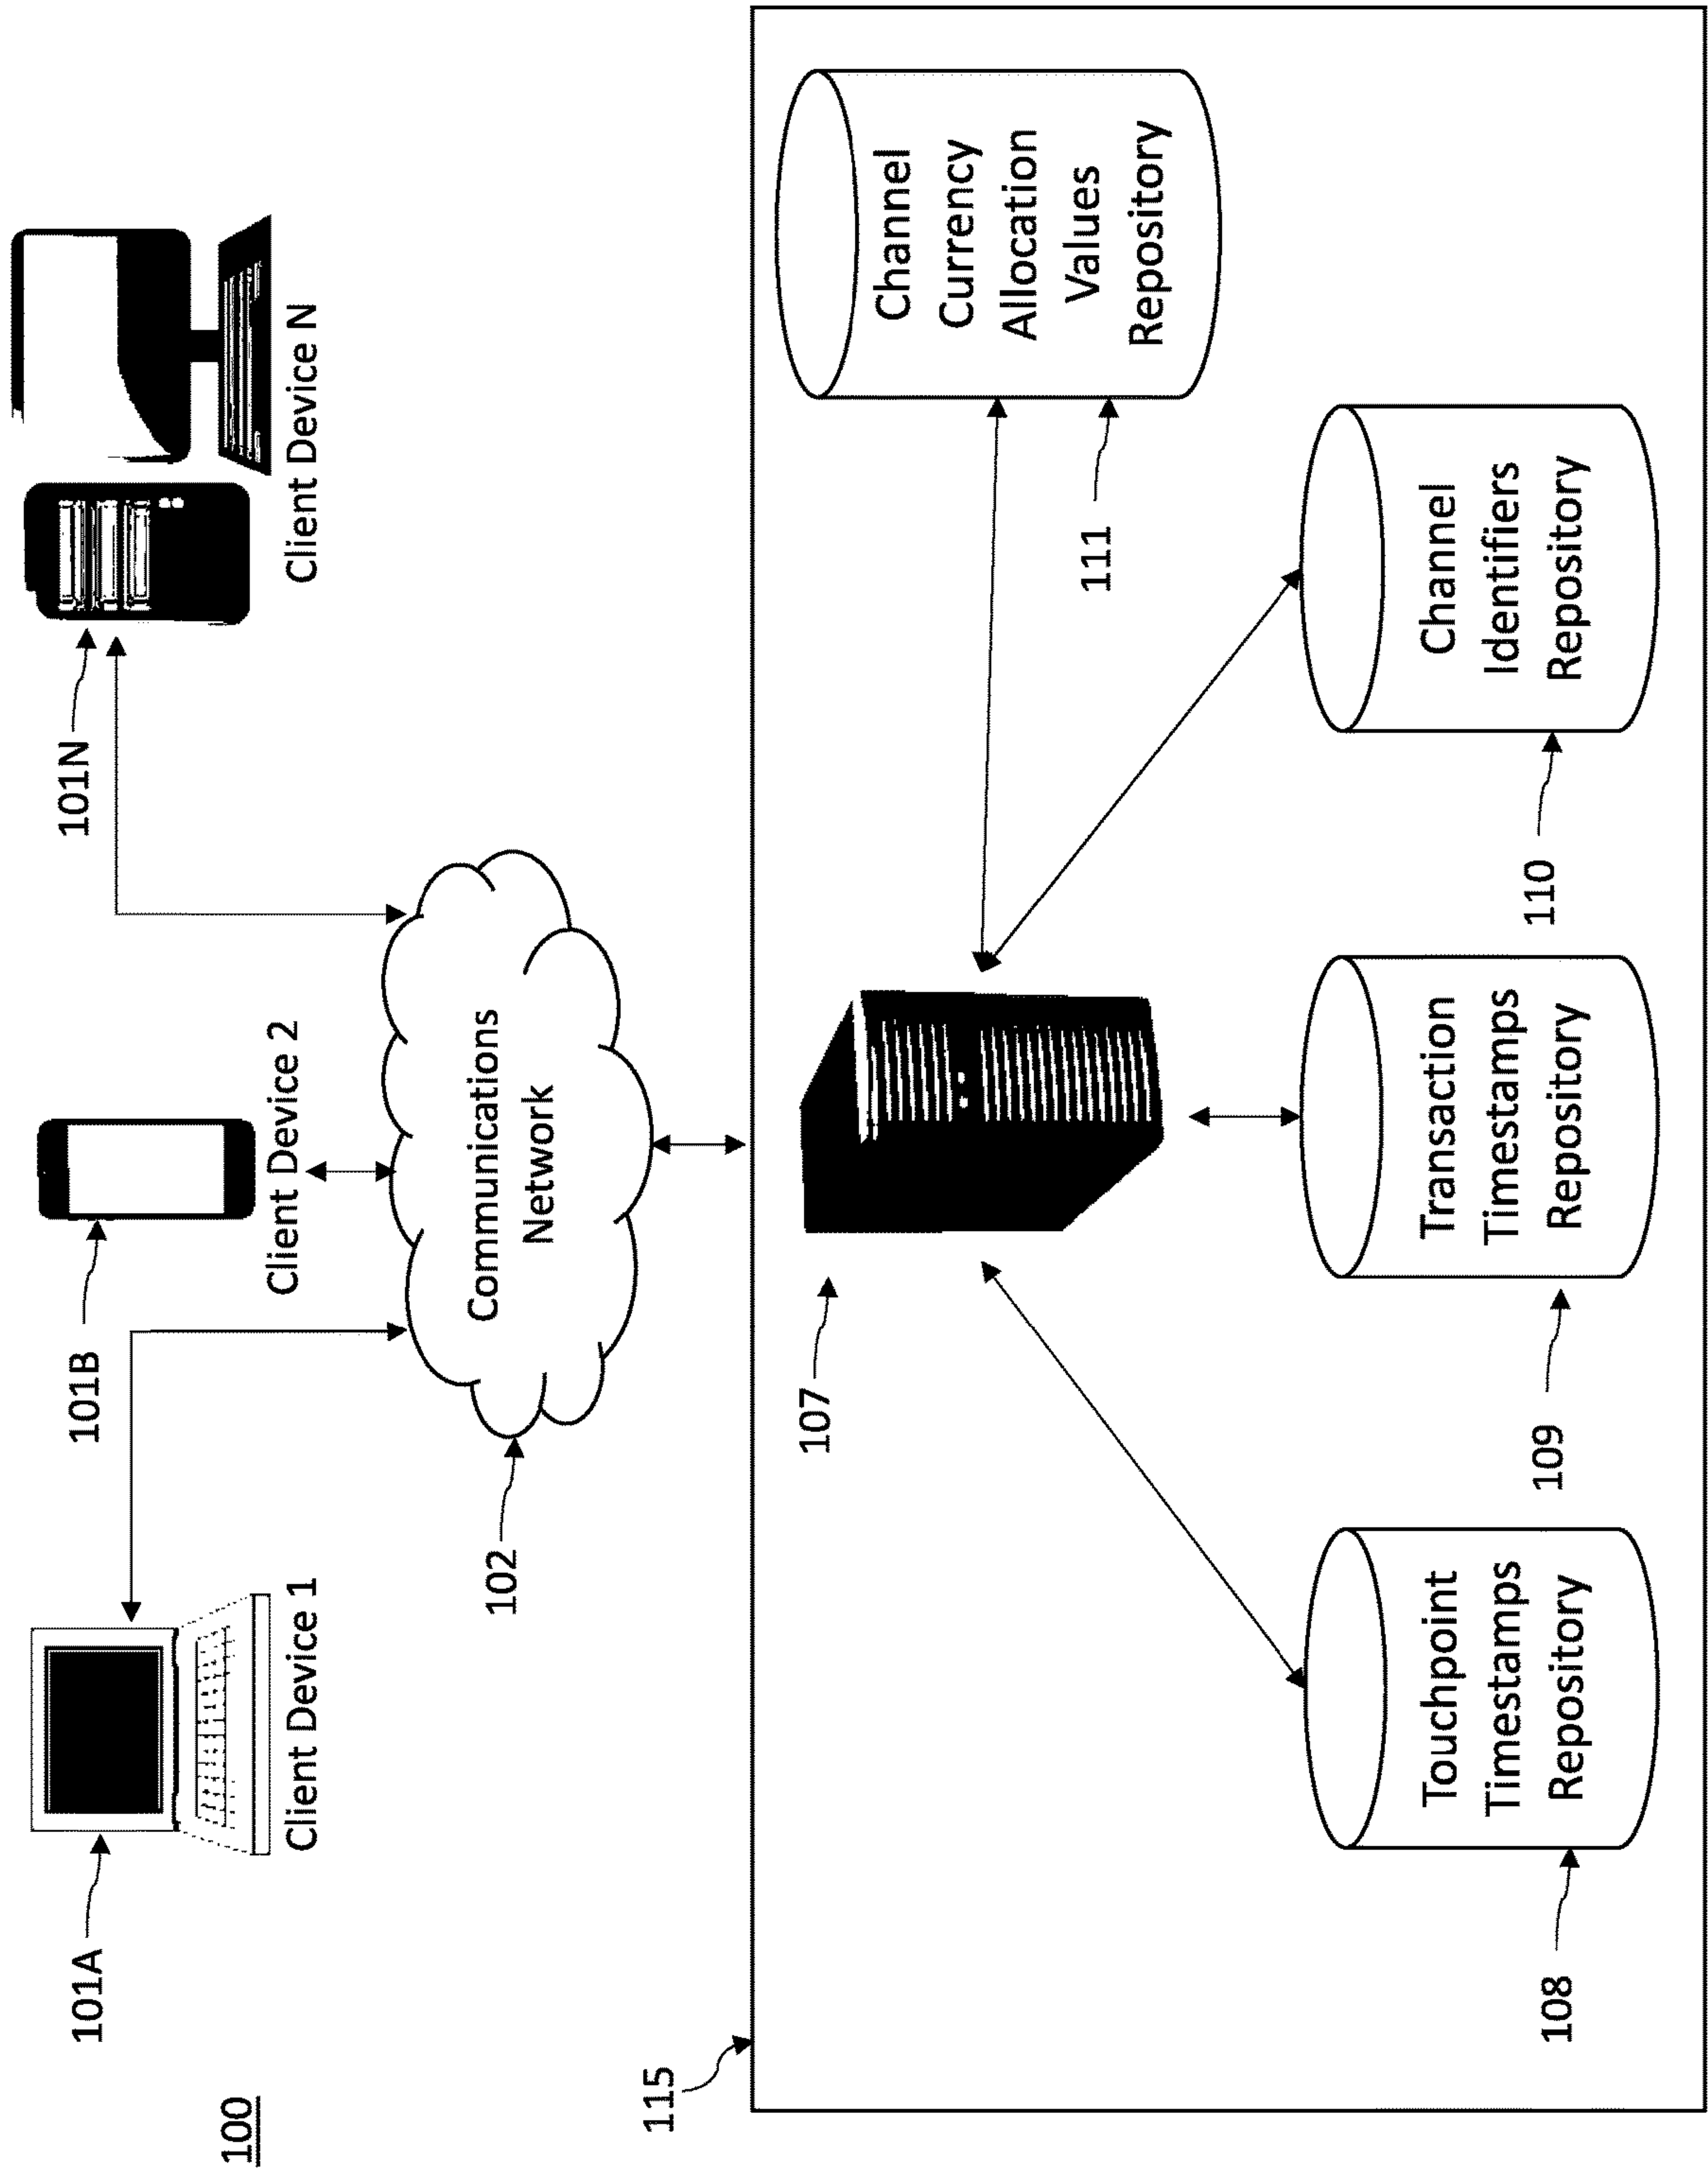 100
101A
Client Device 1
101B
Client Device 2
101N
Client Device N
102
Communications
Network
115
107
108
Touchpoint
Timestamps
Repository
109
Transaction
Timestamps
Repository
110
Channel
Identifiers
Repository
111
Channel
Currency
Allocation
Values
Repository